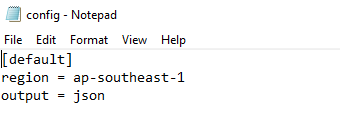 config - Notepad
File Edit Format View Help
[default]
region = ap-southeast-1
output = json